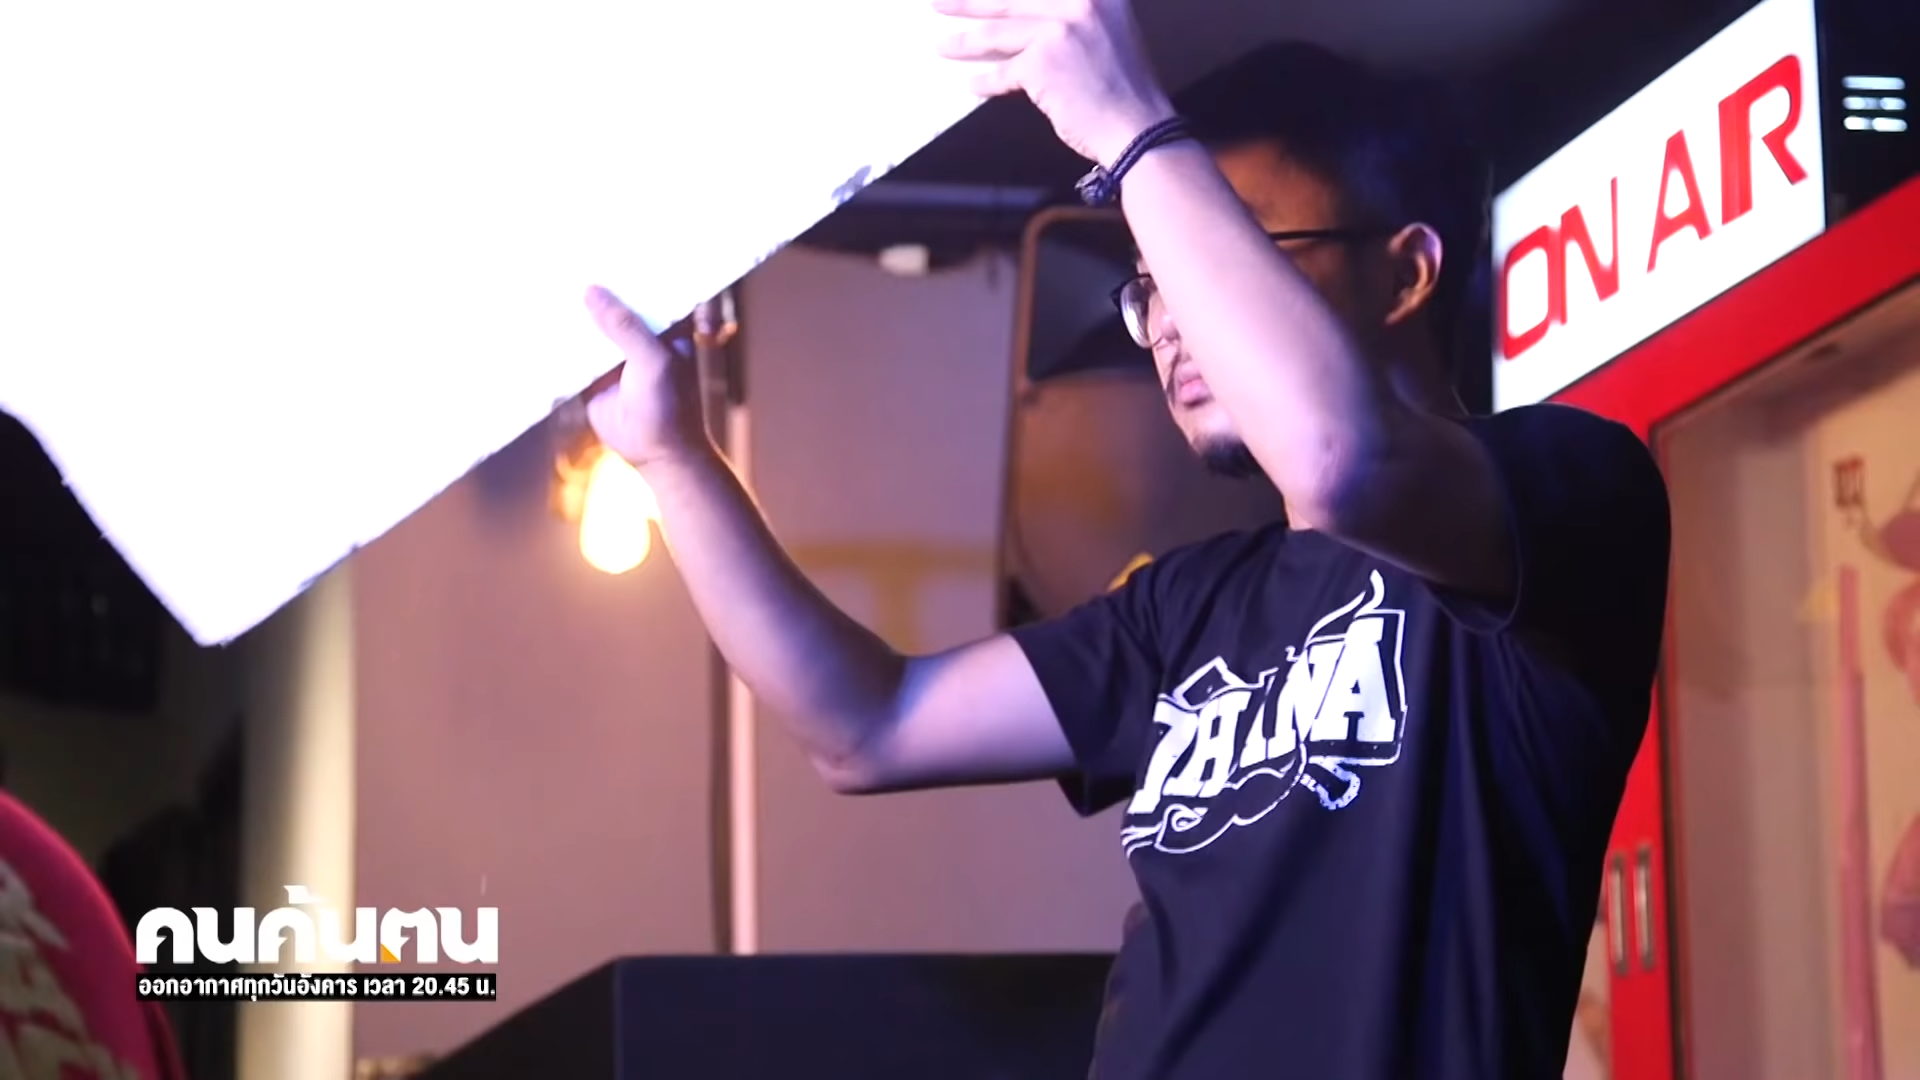 ON AIR
คนค้นฅน
ออกอากาศทุกวันอังคาร เวลา 20.45 น.